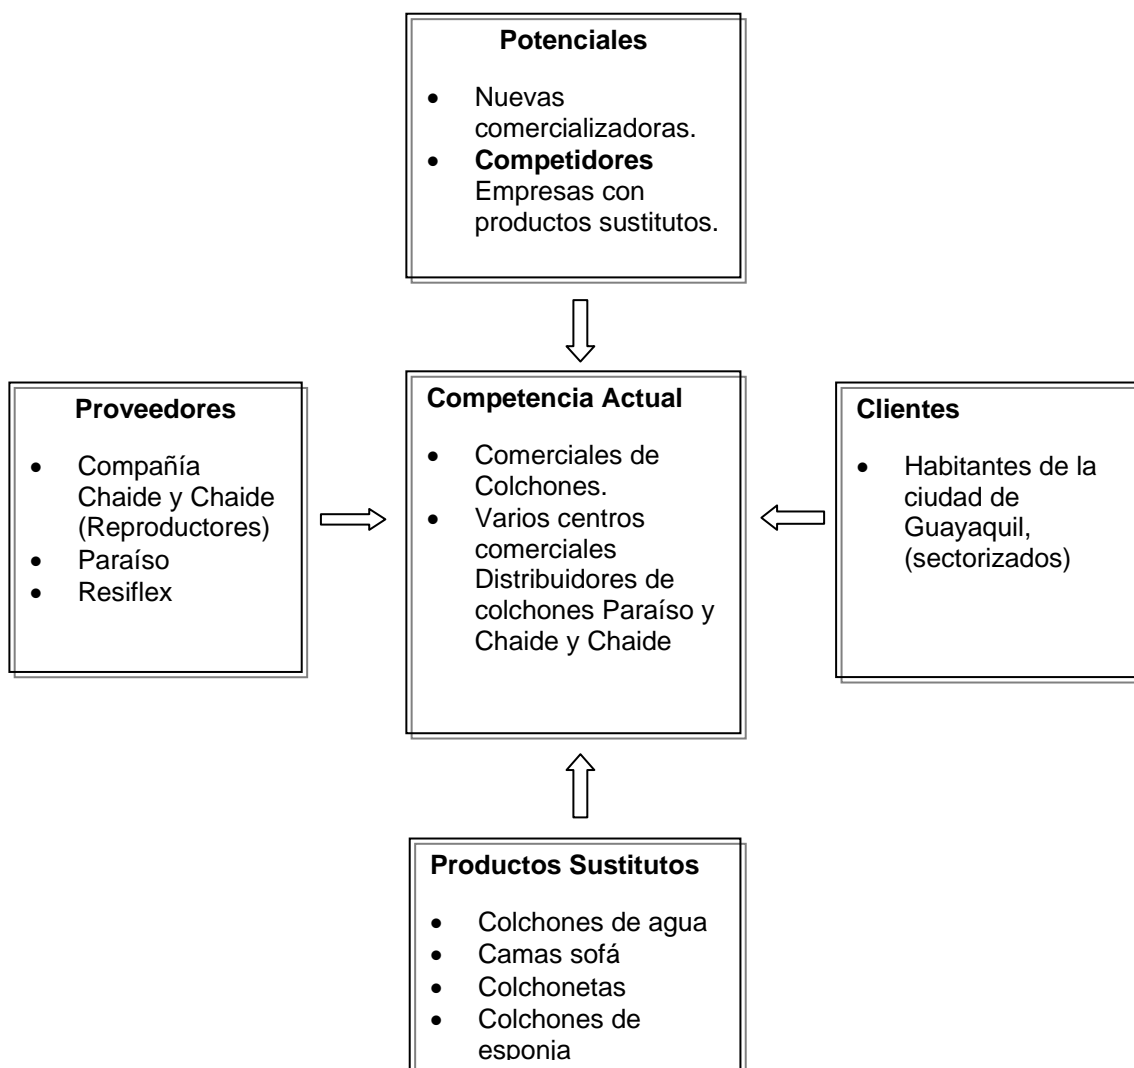 Potenciales
• Nuevas
comercializadoras.
• Competidores
Empresas con
productos sustitutos.
Proveedores
• Compañía
Chaide y Chaide
(Reproductores)
• Paraíso
• Resiflex
Competencia Actual
• Comerciales de
Colchones.
• Varios centros
comerciales
Distribuidores de
colchones Paraíso y
Chaide y Chaide
Clientes
• Habitantes de la
ciudad de
Guayaquil,
(sectorizados)
Productos Sustitutos
• Colchones de agua
• Camas sofá
• Colchonetas
• Colchones de
esponja